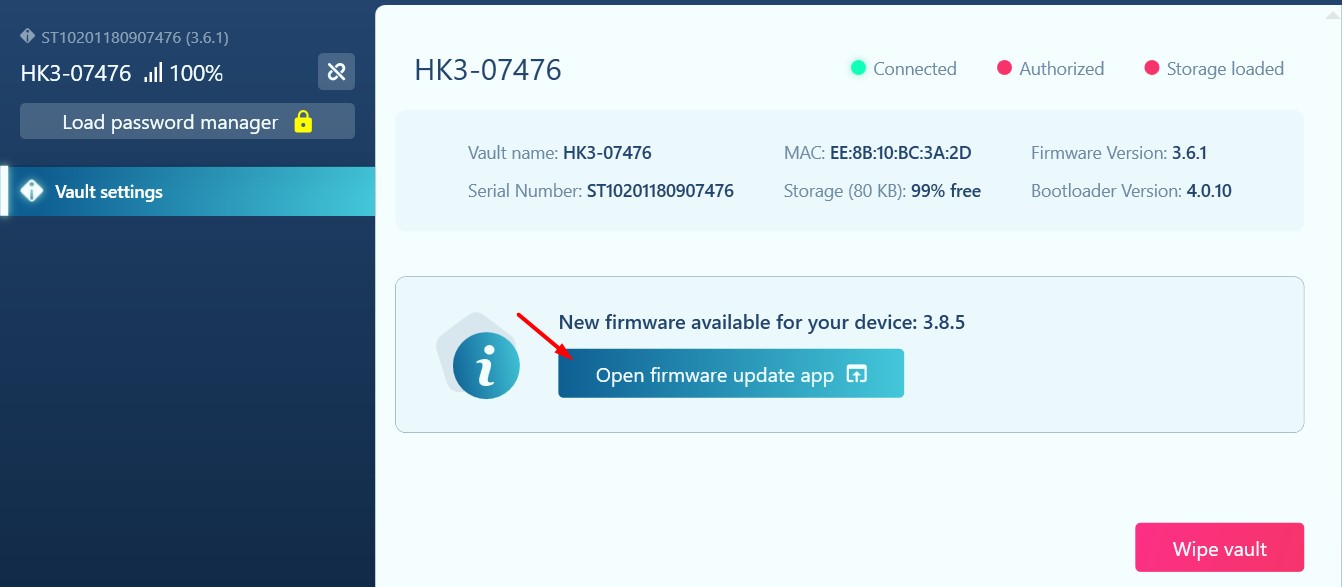 ST10201180907476 (3.6.1)
HK3-07476 100%
Load password manager
Vault settings
HK3-07476
Connected
Authorized
Storage loaded
Vault name: HK3-07476
MAC: EE:8B:10:BC:3A:2D
Firmware Version: 3.6.1
Serial Number: ST10201180907476
Storage (80 KB): 99% free
Bootloader Version: 4.0.10
New firmware available for your device: 3.8.5
Open firmware update app
Wipe vault